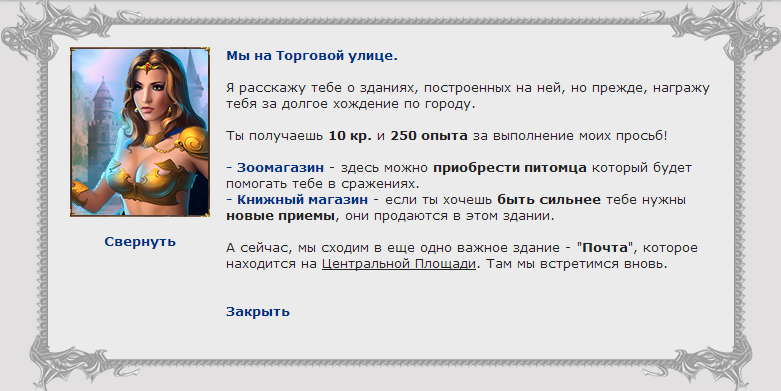 Мы на Торговой улице.
Я расскажу тебе о зданиях, построенных на ней, но прежде, награжу
тебя за долгое хождение по городу.
Ты получаешь 10 кр. и 250 опыта за выполнение моих просьб!
- Зоомагазин - здесь можно приобрести питомца который будет
помогать тебе в сражениях.
- Книжный магазин - если ты хочешь быть сильнее тебе нужны
новые приемы, они продаются в этом здании.
Свернуть
А сейчас, мы сходим в еще одно важное здание - "Почта", которое
находится на Центральной Площади. Там мы встретимся вновь.
Закрыть